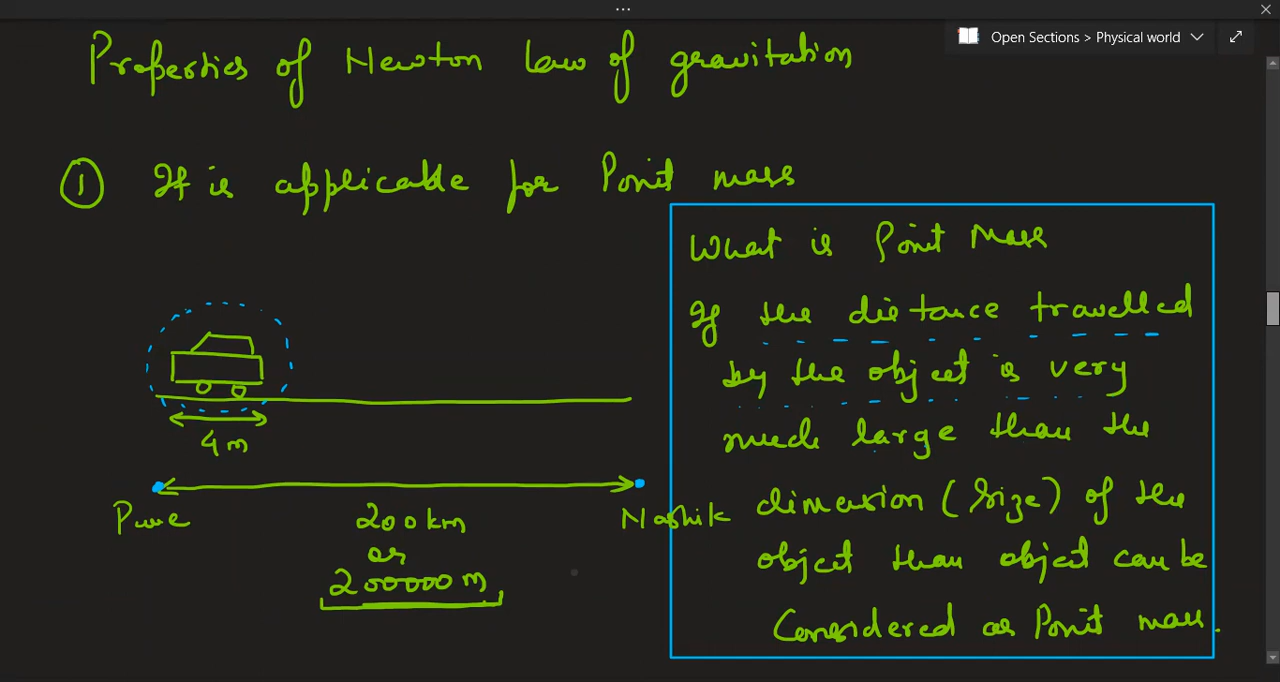 Open Sections > Physical world
Properties of Newton law of gravitation
① It is applicable for Point mass
What is Point Mass
If the distance travelled
by the object is very
much large than the
dimension (size) of the
object than object can be
Considered as Point mass.
4m
Pune
200km
or
200000 m
Nashik